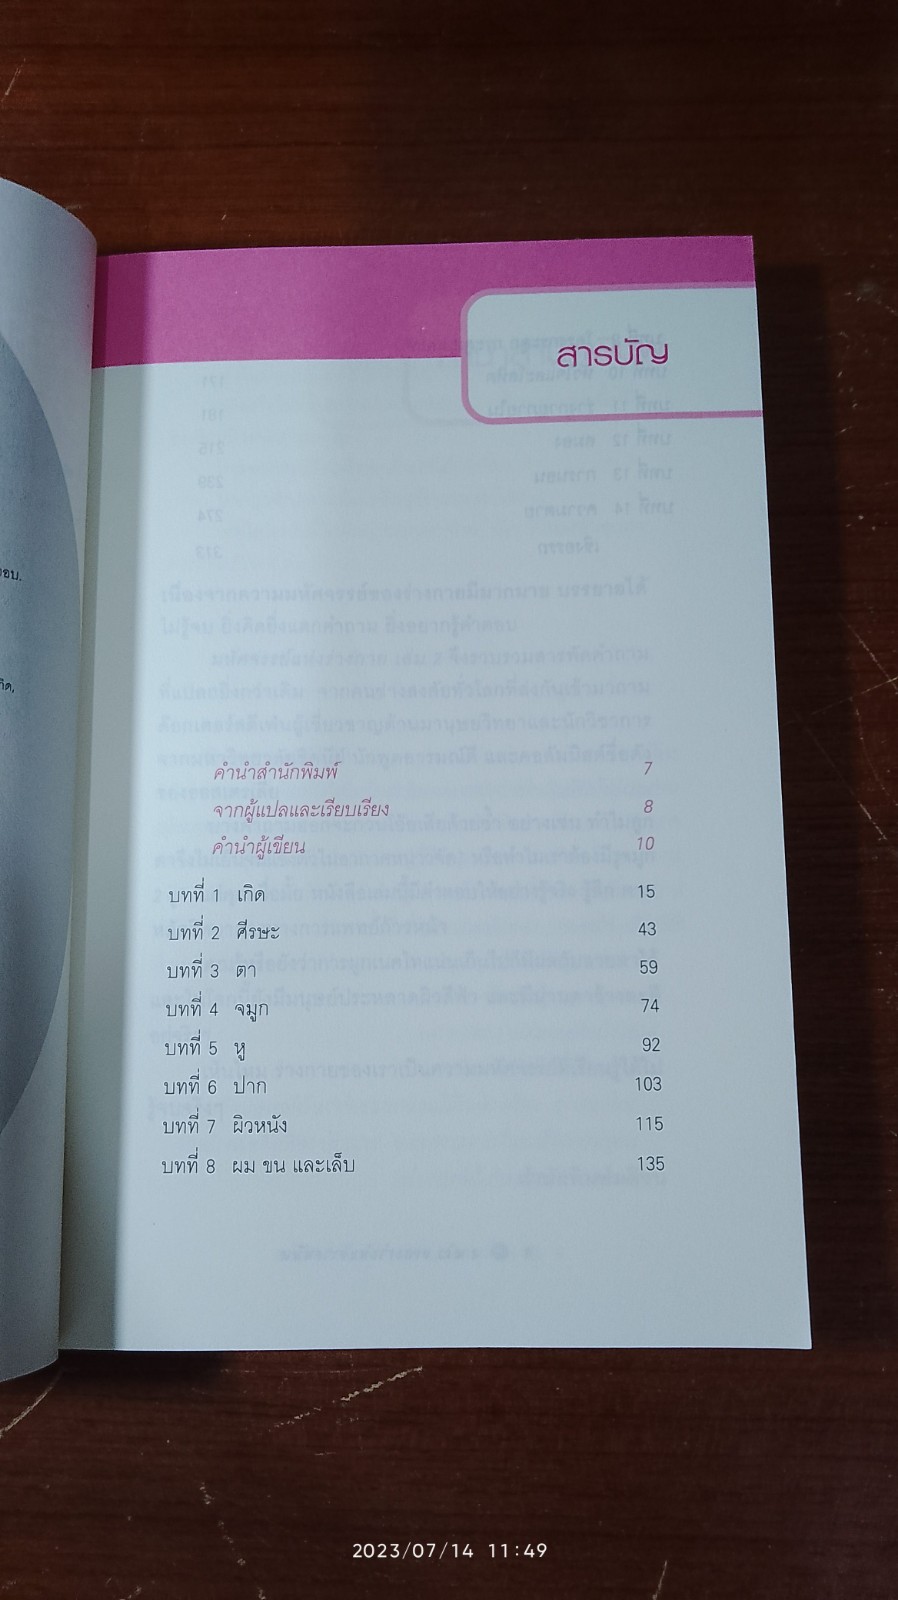 สารบัญ
คำนำสำนักพิมพ์ 7
จากผู้แปลและเรียบเรียง 8
คำนำผู้เขียน 10
บทที่ 1 เกิด 15
บทที่ 2 ศีรษะ 43
บทที่ 3 ตา 59
บทที่ 4 จมูก 74
บทที่ 5 หู 92
บทที่ 6 ปาก 103
บทที่ 7 ผิวหนัง 115
บทที่ 8 ผม ขน และเล็บ 135
2023/07/14 11:49